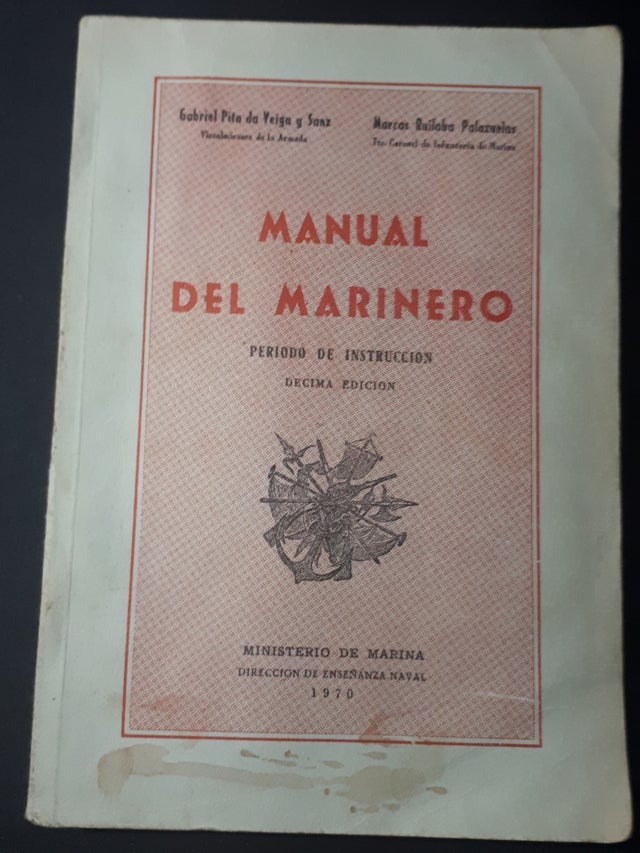 Gabriel Pita da Veiga y Sanz
Vicealmirante de la Armada
Marcos Ruiloba Palazuelos
Tte. Coronel de Infantería de Marina
MANUAL
DEL MARINERO
PERIODO DE INSTRUCCION
DECIMA EDICION
MINISTERIO DE MARINA
DIRECCION DE ENSEÑANZA NAVAL
1970